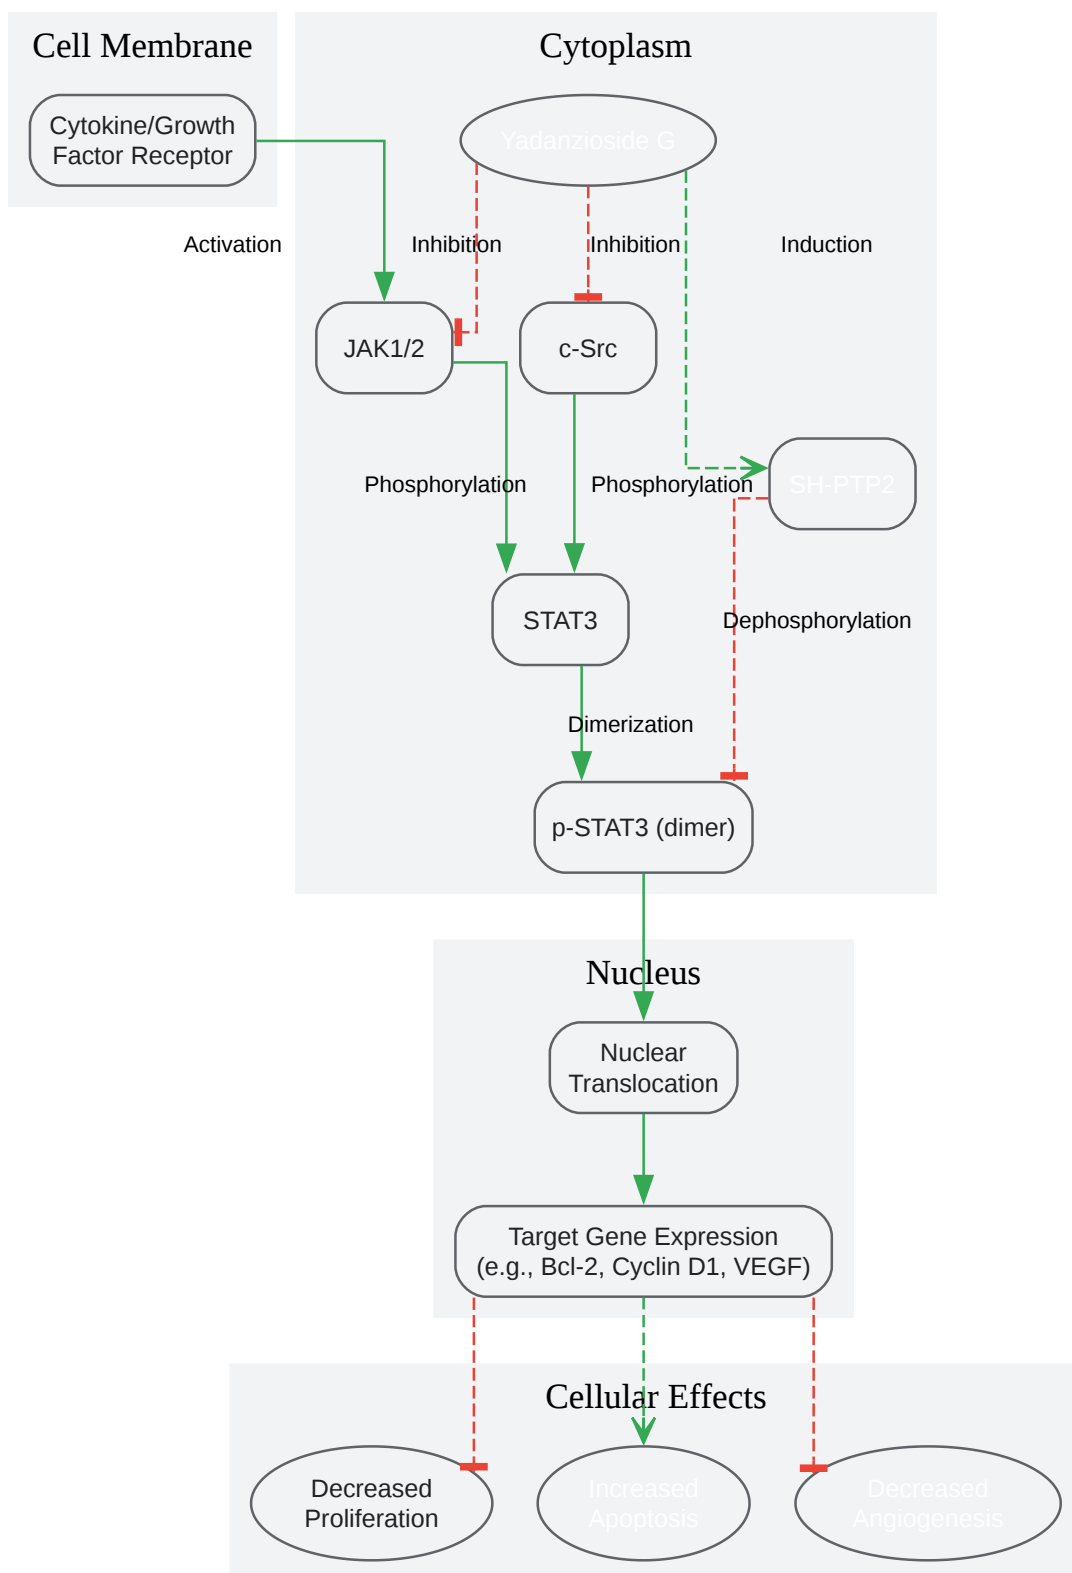 Cell Membrane
Cytoplasm
Cytokine/Growth
Factor Receptor
Yadanzioside G
Activation
Inhibition
Inhibition
Induction
JAK1/2
c-Src
Phosphorylation
Phosphorylation
SH-PTP2
STAT3
Dephosphorylation
Dimerization
p-STAT3 (dimer)
Nucleus
Nuclear
Translocation
Target Gene Expression
(e.g., Bcl-2, Cyclin D1, VEGF)
Cellular Effects
Decreased
Proliferation
Increased
Apoptosis
Decreased
Angiogenesis